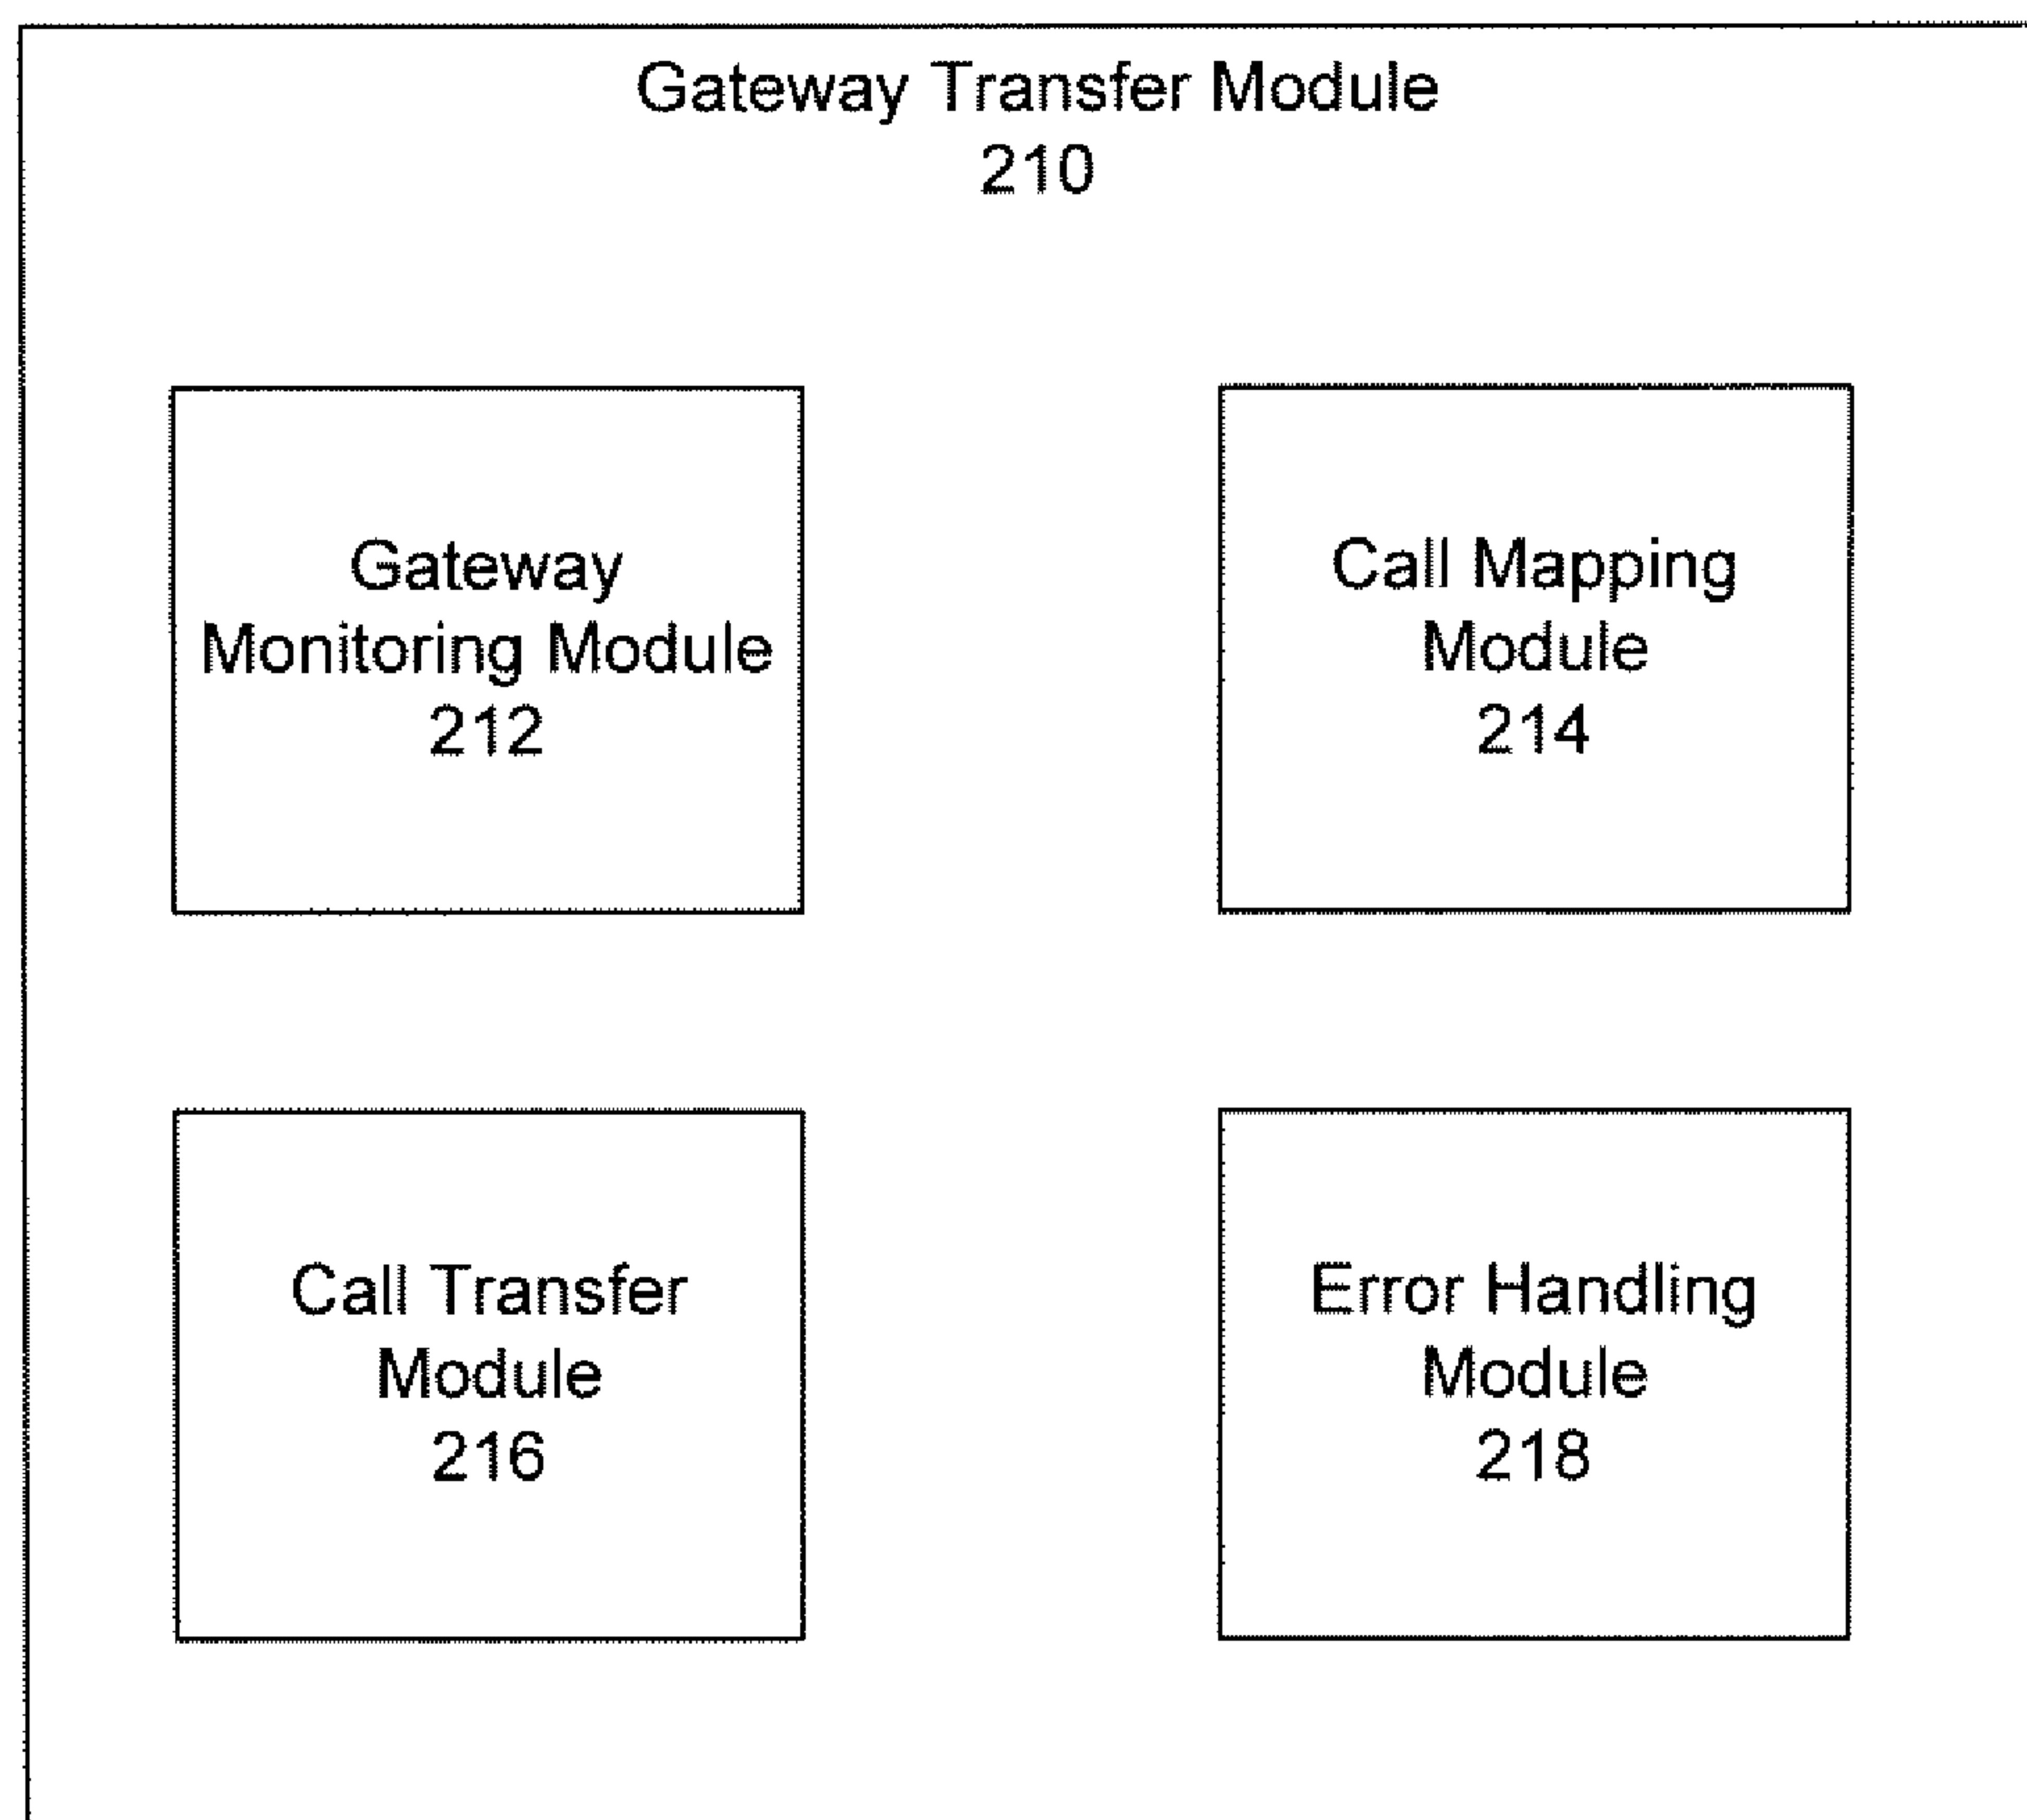 Gateway Transfer Module
210
Gateway
Monitoring Module
212
Call Mapping
Module
214
Call Transfer
Module
216
Error Handling
Module
218